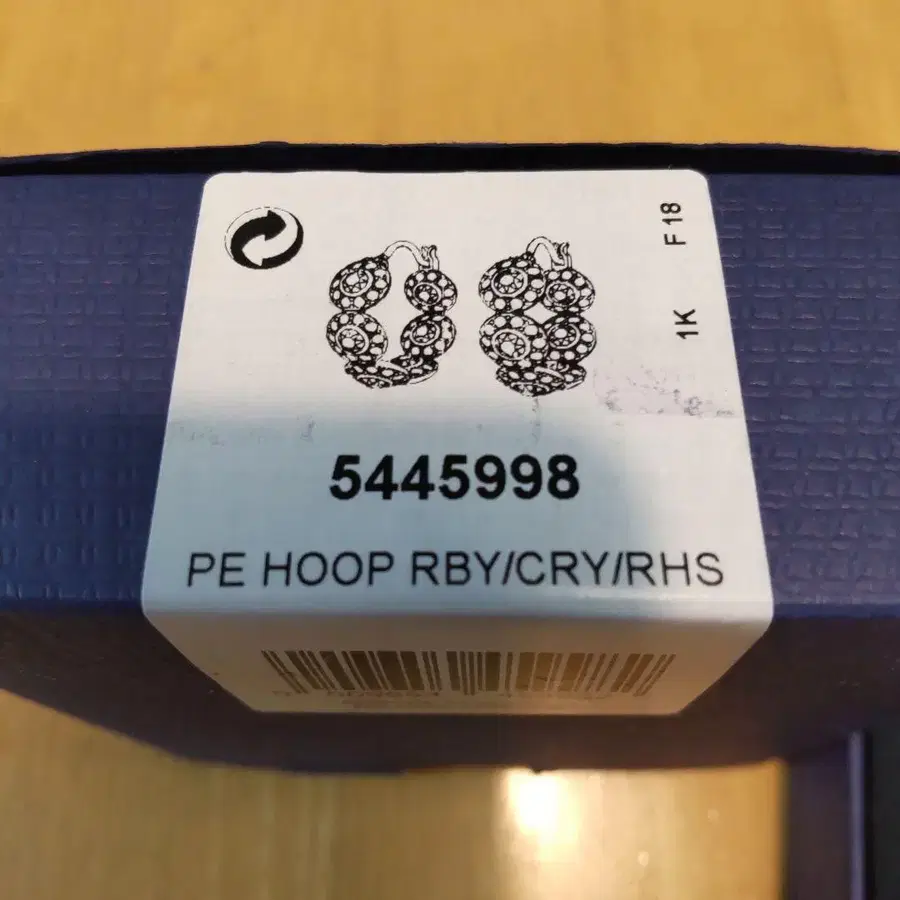 F 18
1K
5445998
PE HOOP RBY/CRY/RHS